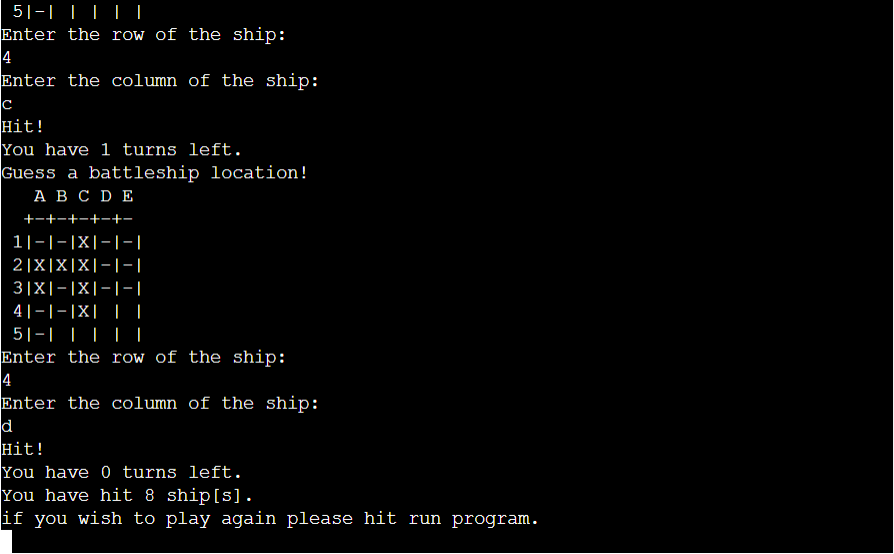 5|-| | | | |
Enter the row of the ship:
4
Enter the column of the ship:
c
Hit!
You have 1 turns left.
Guess a battleship location!
A B C D E
+-+-+-+-+-
1|-|-|X|-|-|
2|X|X|X|-|-|
3|X|-|X|-|-|
4|-|-|X| | |
5|-| | | | |
Enter the row of the ship:
4
Enter the column of the ship:
d
Hit!
You have 0 turns left.
You have hit 8 ship[s].
if you wish to play again please hit run program.